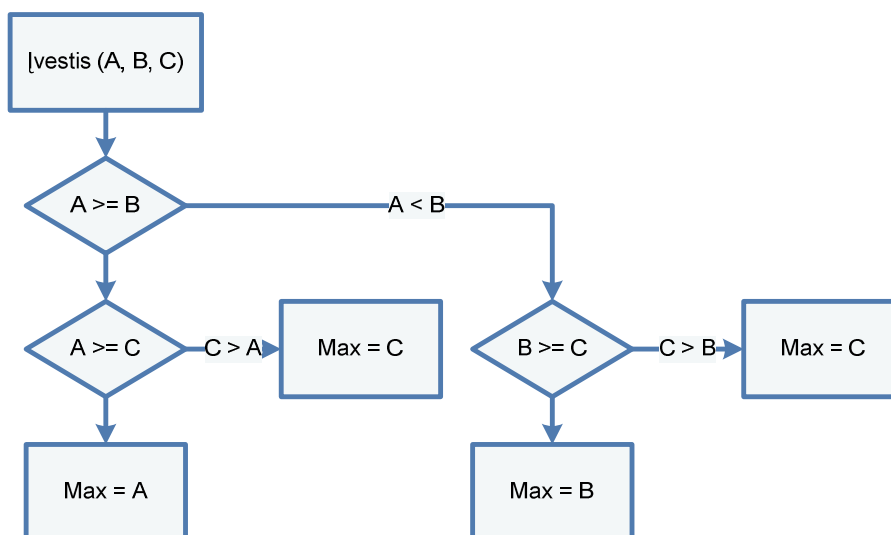 Įvestis (A, B, C)
A >= B
A < B
A >= C
C > A
Max = C
B >= C
C > B
Max = C
Max = A
Max = B